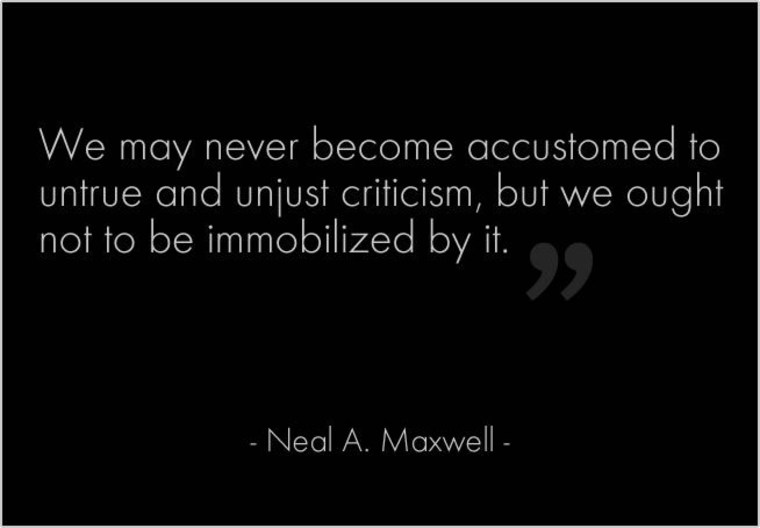 We may never become accustomed to
untrue and unjust criticism, but we ought
not to be immobilized by it.
”
- Neal A. Maxwell -